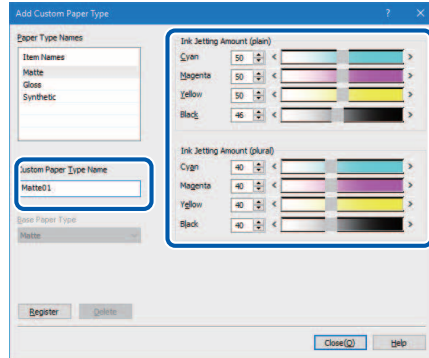 Add Custom Paper Type
? ×
Paper Type Names
Item Names
Matte
Gloss
Synthetic
Custom Paper Type Name
Matte01
Base Paper Type
Matte
Register Delete
Ink Jetting Amount (plain)
Cyan 50 < >
Magenta 50 < >
Yellow 50 < >
Black 46 < >
Ink Jetting Amount (plural)
Cyan 40 < >
Magenta 40 < >
Yellow 40 < >
Black 40 < >
Close(O) Help